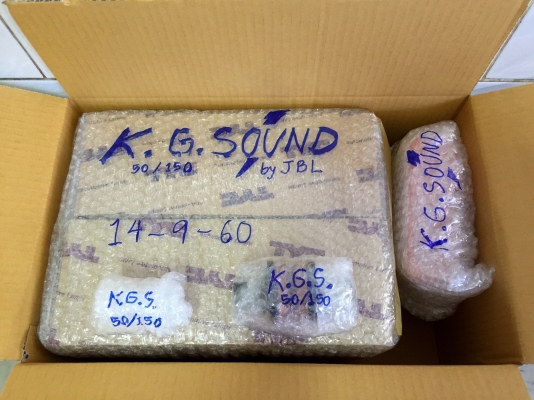 K. G. SOUND
50/150
by JBL
14-9-60
K.G.S.
50/150
K.G.S.
50/150
K.G.SOUND